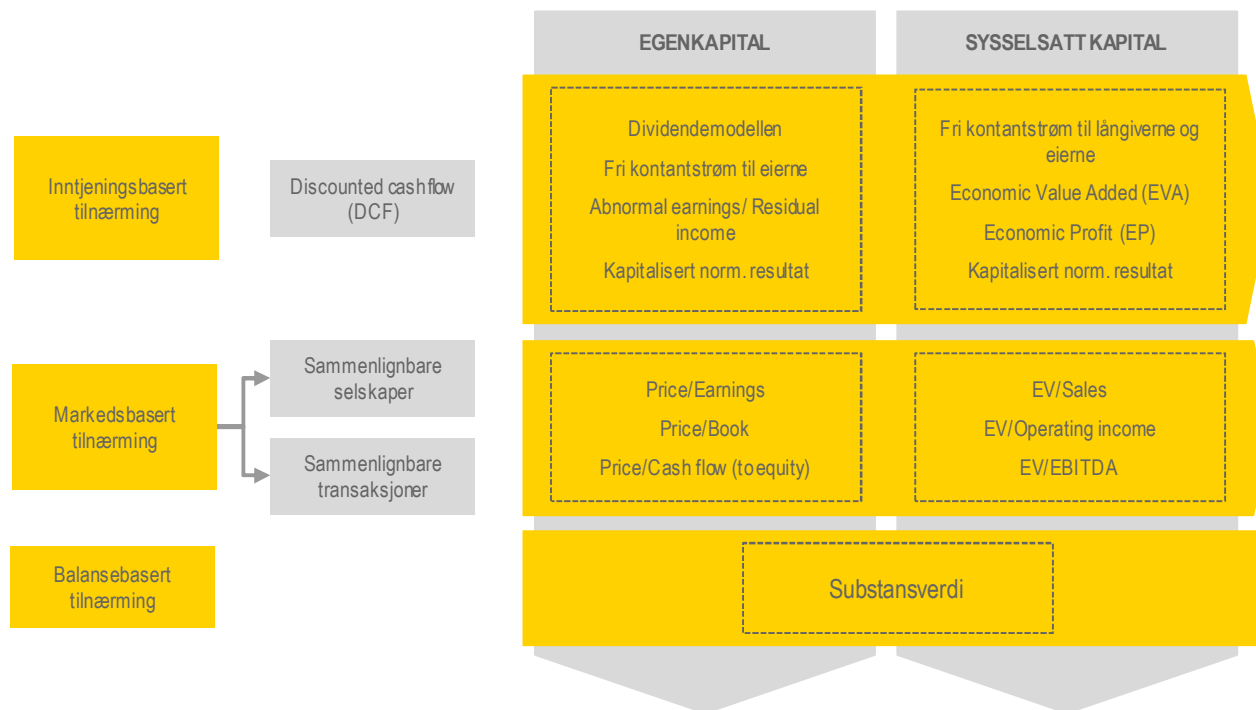 EGENKAPITAL
SYSSELSATT KAPITAL
Inntjeningsbasert
tilnærming
Discounted cash flow
(DCF)
Dividendemodellen
Fri kontantstrøm til eierne
Abnormal earnings/ Residual
income
Kapitalisert norm. resultat
Fri kontantstrøm til långiverne og
eierne
Economic Value Added (EVA)
Economic Profit (EP)
Kapitalisert norm. resultat
Markedsbasert
tilnærming
Sammenlignbare
selskaper
Sammenlignbare
transaksjoner
Price/Earnings
Price/Book
Price/Cash flow (to equity)
EV/Sales
EV/Operating income
EV/EBITDA
Balansebasert
tilnærming
Substansverdi